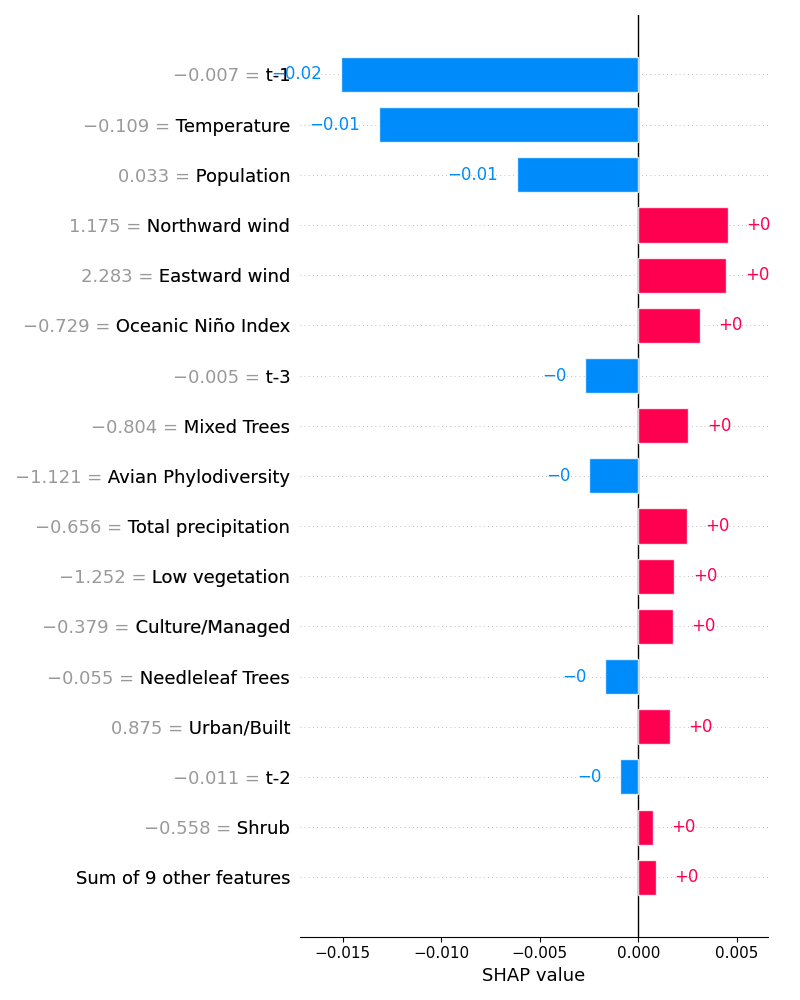 −0.007 = t-1 −0.02
−0.109 = Temperature −0.01
0.033 = Population −0.01
1.175 = Northward wind +0
2.283 = Eastward wind +0
−0.729 = Oceanic Niño Index +0
−0.005 = t-3 −0
−0.804 = Mixed Trees +0
−1.121 = Avian Phylodiversity −0
−0.656 = Total precipitation +0
−1.252 = Low vegetation +0
−0.379 = Culture/Managed +0
−0.055 = Needleleaf Trees −0
0.875 = Urban/Built +0
−0.011 = t-2 −0
−0.558 = Shrub +0
Sum of 9 other features +0
−0.015 −0.010 −0.005 0.000 0.005
SHAP value